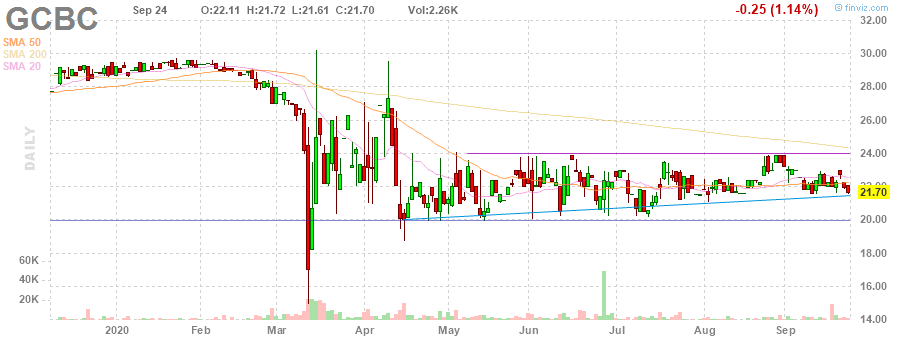 GCBC Sep 24 O:22.11 H:21.72 L:21.61 C:21.70 Vol:2.26K -0.25 (1.14%) © finviz.com
SMA 50
SMA 200
SMA 20
DAILY
32.00
30.00
28.00
26.00
24.00
22.00
21.70
20.00
18.00
16.00
14.00
60K
40K
20K
2020 Feb Mar Apr May Jun Jul Aug Sep